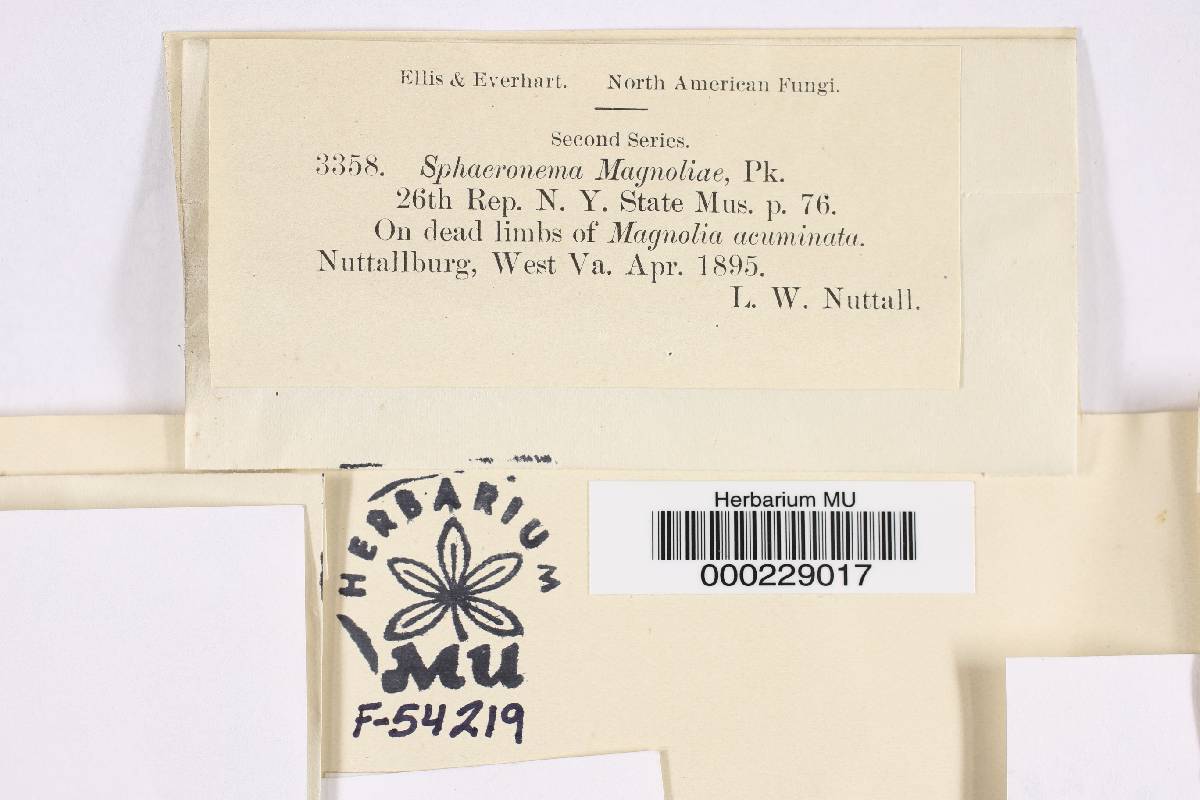 Ellis & Everhart. North American Fungi.
Second Series.
3358. Sphaeronema Magnoliae, Pk.
26th Rep. N. Y. State Mus. p. 76.
On dead limbs of Magnolia acuminata.
Nuttallburg, West Va. Apr. 1895.
L. W. Nuttall.
HERBARIUM
MU
F-54219
Herbarium MU
000229017